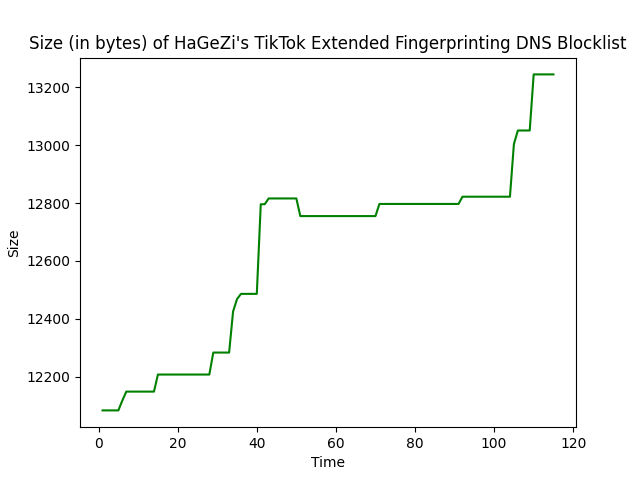 Size (in bytes) of HaGeZi's TikTok Extended Fingerprinting DNS Blocklist
13200
13000
12800
12600
12400
12200
Size
0 20 40 60 80 100 120
Time